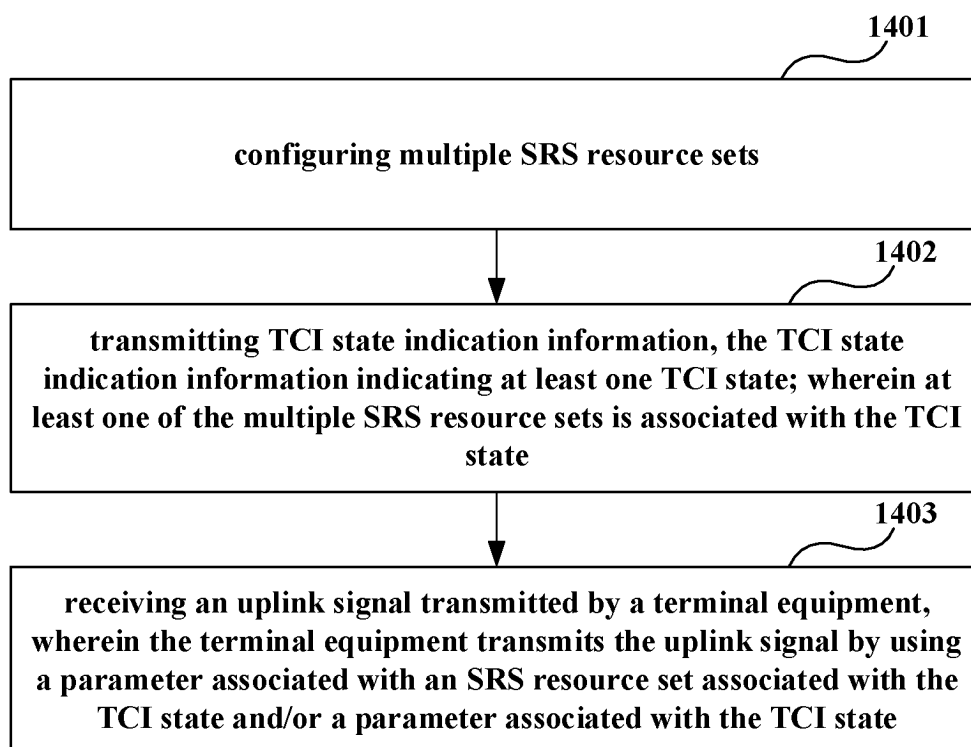 1401
configuring multiple SRS resource sets
1402
transmitting TCI state indication information, the TCI state
indication information indicating at least one TCI state; wherein at
least one of the multiple SRS resource sets is associated with the TCI
state
1403
receiving an uplink signal transmitted by a terminal equipment,
wherein the terminal equipment transmits the uplink signal by using
a parameter associated with an SRS resource set associated with the
TCI state and/or a parameter associated with the TCI state